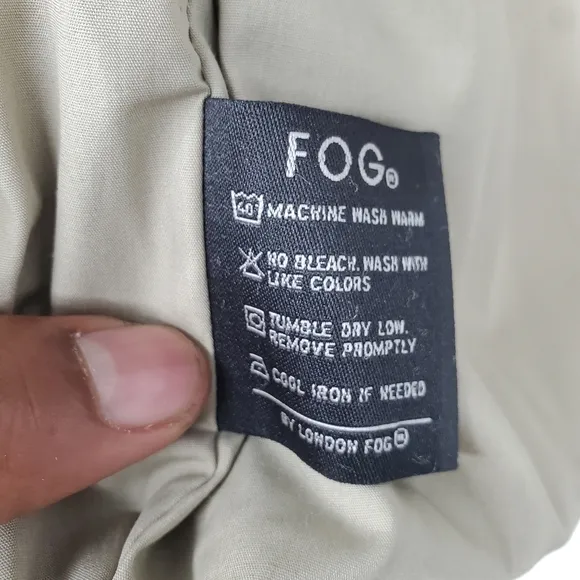 FOG®
40° MACHINE WASH WARM
NO BLEACH. WASH WITH
LIKE COLORS
TUMBLE DRY LOW.
REMOVE PROMPTLY
COOL IRON IF NEEDED
BY LONDON FOG®